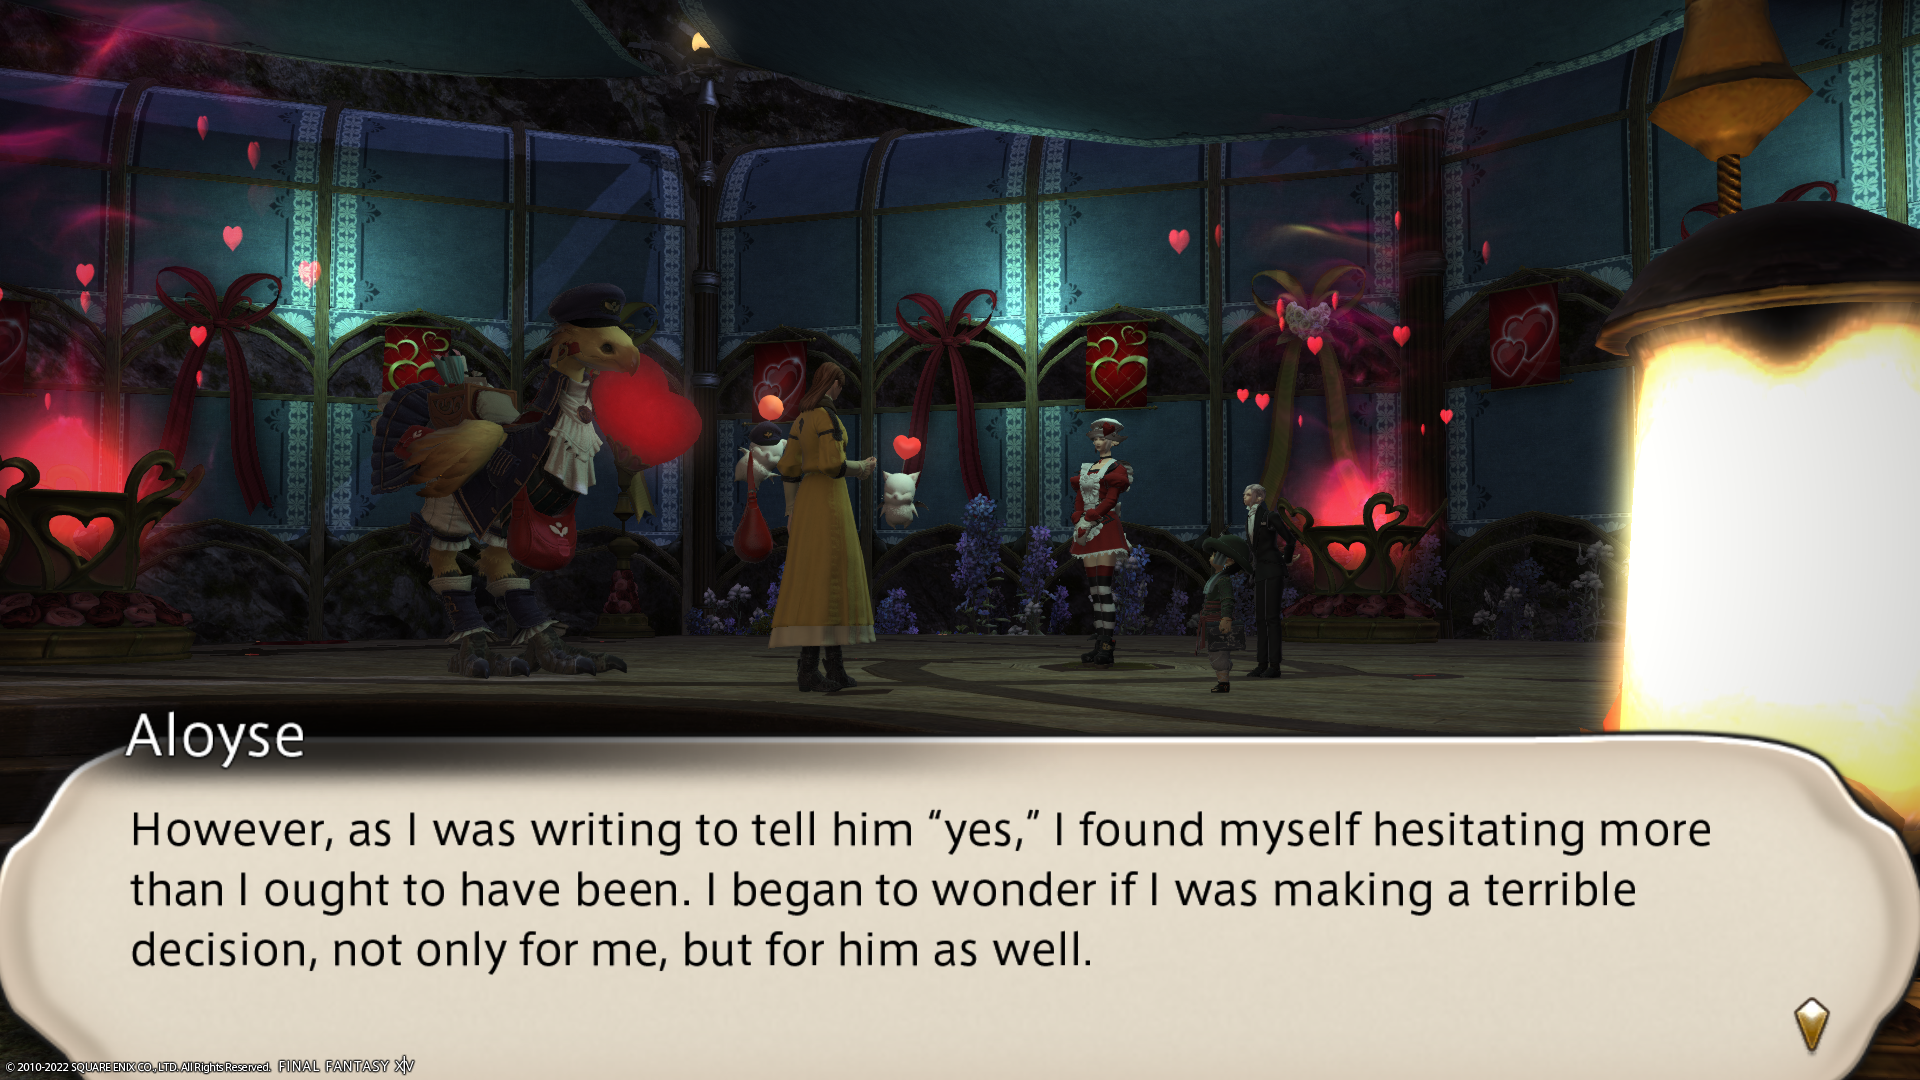 Aloyse
However, as I was writing to tell him “yes,” I found myself hesitating more
than I ought to have been. I began to wonder if I was making a terrible
decision, not only for me, but for him as well.
© 2010-2022 SQUARE ENIX CO., LTD. All Rights Reserved. FINAL FANTASY XIV